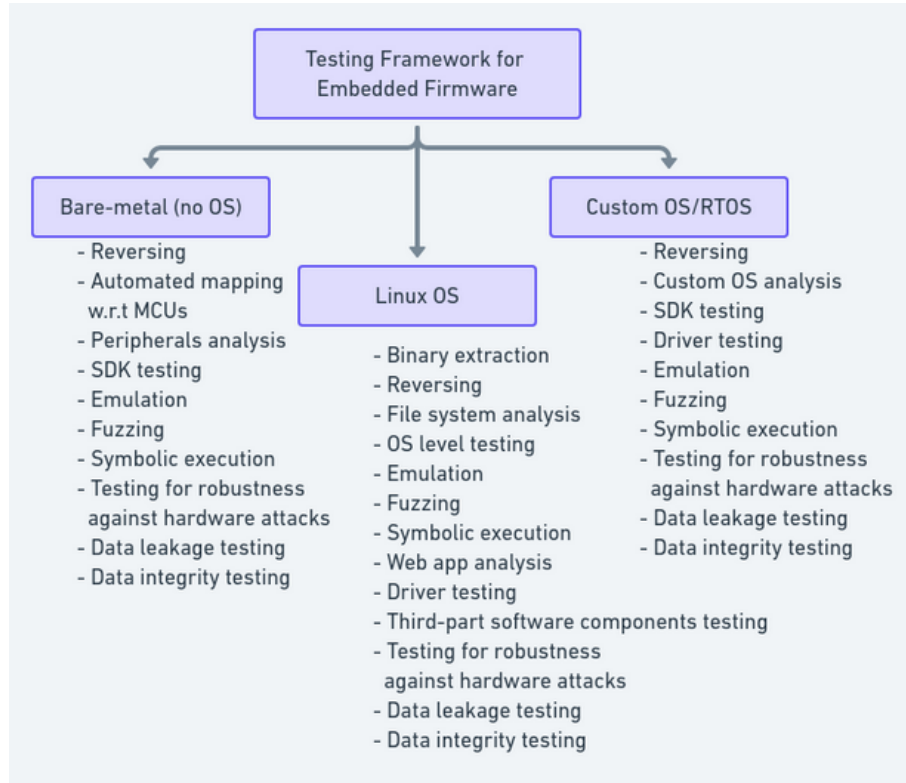 Testing Framework for
Embedded Firmware
Bare-metal (no OS)
- Reversing
- Automated mapping
w.r.t MCUs
- Peripherals analysis
- SDK testing
- Emulation
- Fuzzing
- Symbolic execution
- Testing for robustness
against hardware attacks
- Data leakage testing
- Data integrity testing
Linux OS
- Binary extraction
- Reversing
- File system analysis
- OS level testing
- Emulation
- Fuzzing
- Symbolic execution
- Web app analysis
- Driver testing
- Third-part software components testing
- Testing for robustness
against hardware attacks
- Data leakage testing
- Data integrity testing
Custom OS/RTOS
- Reversing
- Custom OS analysis
- SDK testing
- Driver testing
- Emulation
- Fuzzing
- Symbolic execution
- Testing for robustness
against hardware attacks
- Data leakage testing
- Data integrity testing